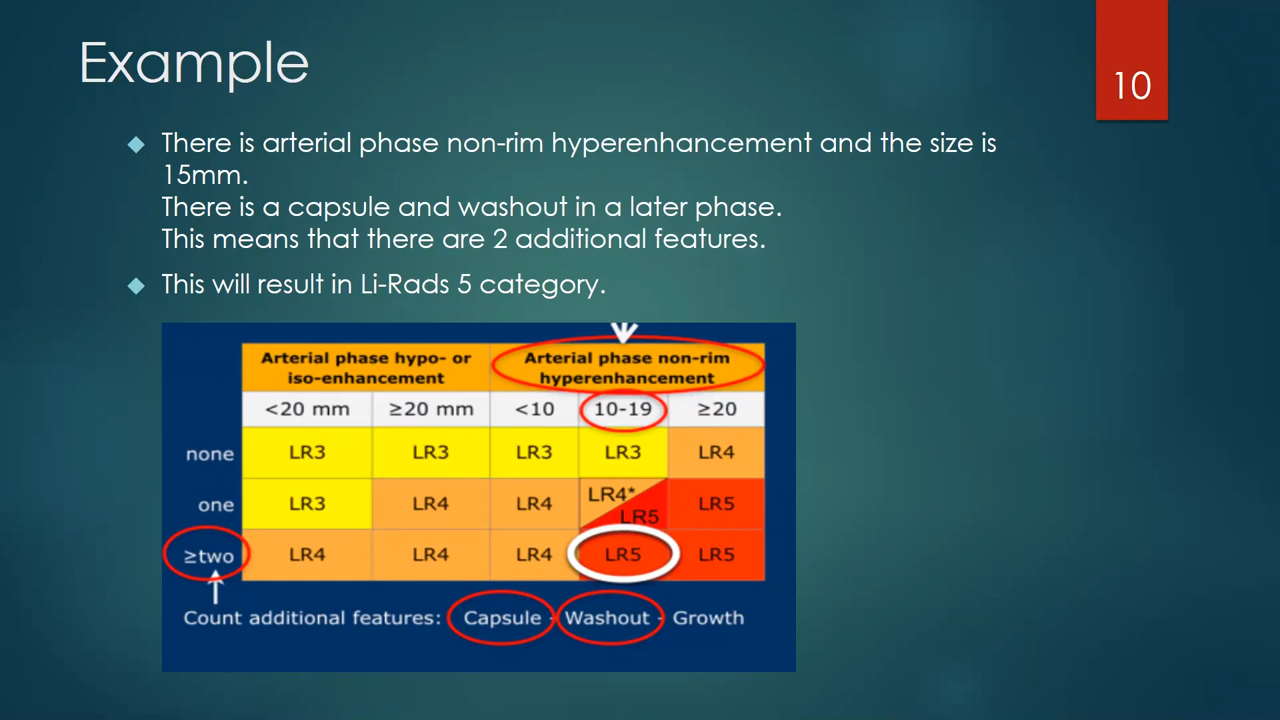 Example
10
There is arterial phase non-rim hyperenhancement and the size is
15mm.
There is a capsule and washout in a later phase.
This means that there are 2 additional features.
This will result in Li-Rads 5 category.
Arterial phase hypo- or
iso-enhancement
Arterial phase non-rim
hyperenhancement
<20 mm ≥20 mm <10 10-19 ≥20
none LR3 LR3 LR3 LR3 LR4
one LR3 LR4 LR4 LR4* LR5 LR5
≥two LR4 LR4 LR4 LR5 LR5
Count additional features: Capsule - Washout - Growth